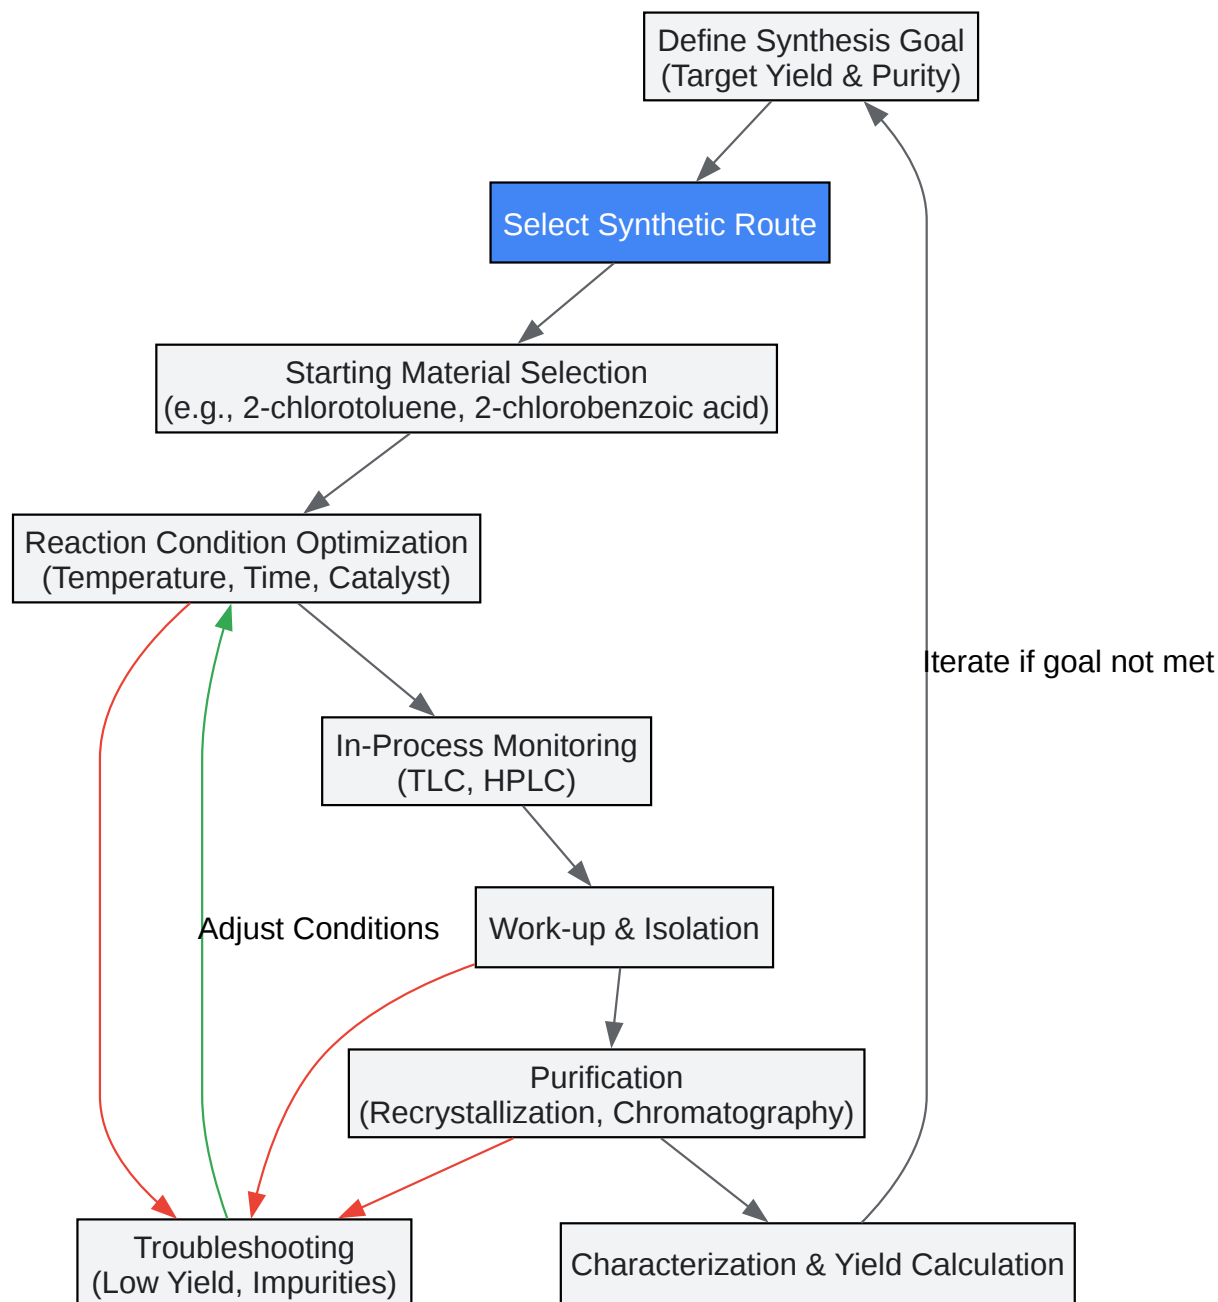 Define Synthesis Goal
(Target Yield & Purity)
Select Synthetic Route
Starting Material Selection
(e.g., 2-chlorotoluene, 2-chlorobenzoic acid)
Reaction Condition Optimization
(Temperature, Time, Catalyst)
Iterate if goal not met
In-Process Monitoring
(TLC, HPLC)
Adjust Conditions
Work-up & Isolation
Purification
(Recrystallization, Chromatography)
Troubleshooting
(Low Yield, Impurities)
Characterization & Yield Calculation